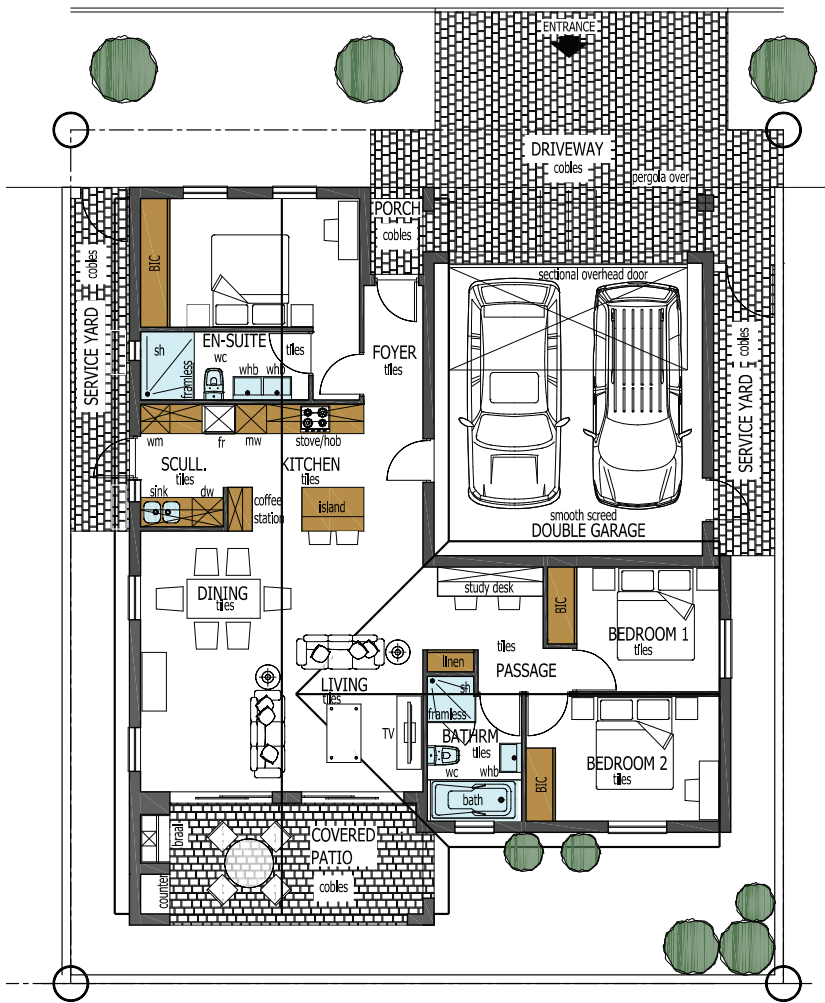 ENTRANCE
DRIVEWAY
cobles
pergola over
PORCH
cobles
cobles
SERVICE YARD
BIC
sectional overhead door
EN-SUITE
tiles
sh
framless
wc
whb
whb
FOYER
tiles
cobles
SERVICE YARD
wm
fr
mw
stove/hob
SCULL.
tiles
KITCHEN
tiles
sink
dw
coffee
station
island
smooth screed
DOUBLE GARAGE
DINING
tiles
study desk
BIC
BEDROOM 1
tiles
tiles
PASSAGE
linen
LIVING
tiles
sh
framless
TV
BATHRM
tiles
wc
whb
bath
BIC
BEDROOM 2
tiles
braai
counter
COVERED
PATIO
cobles